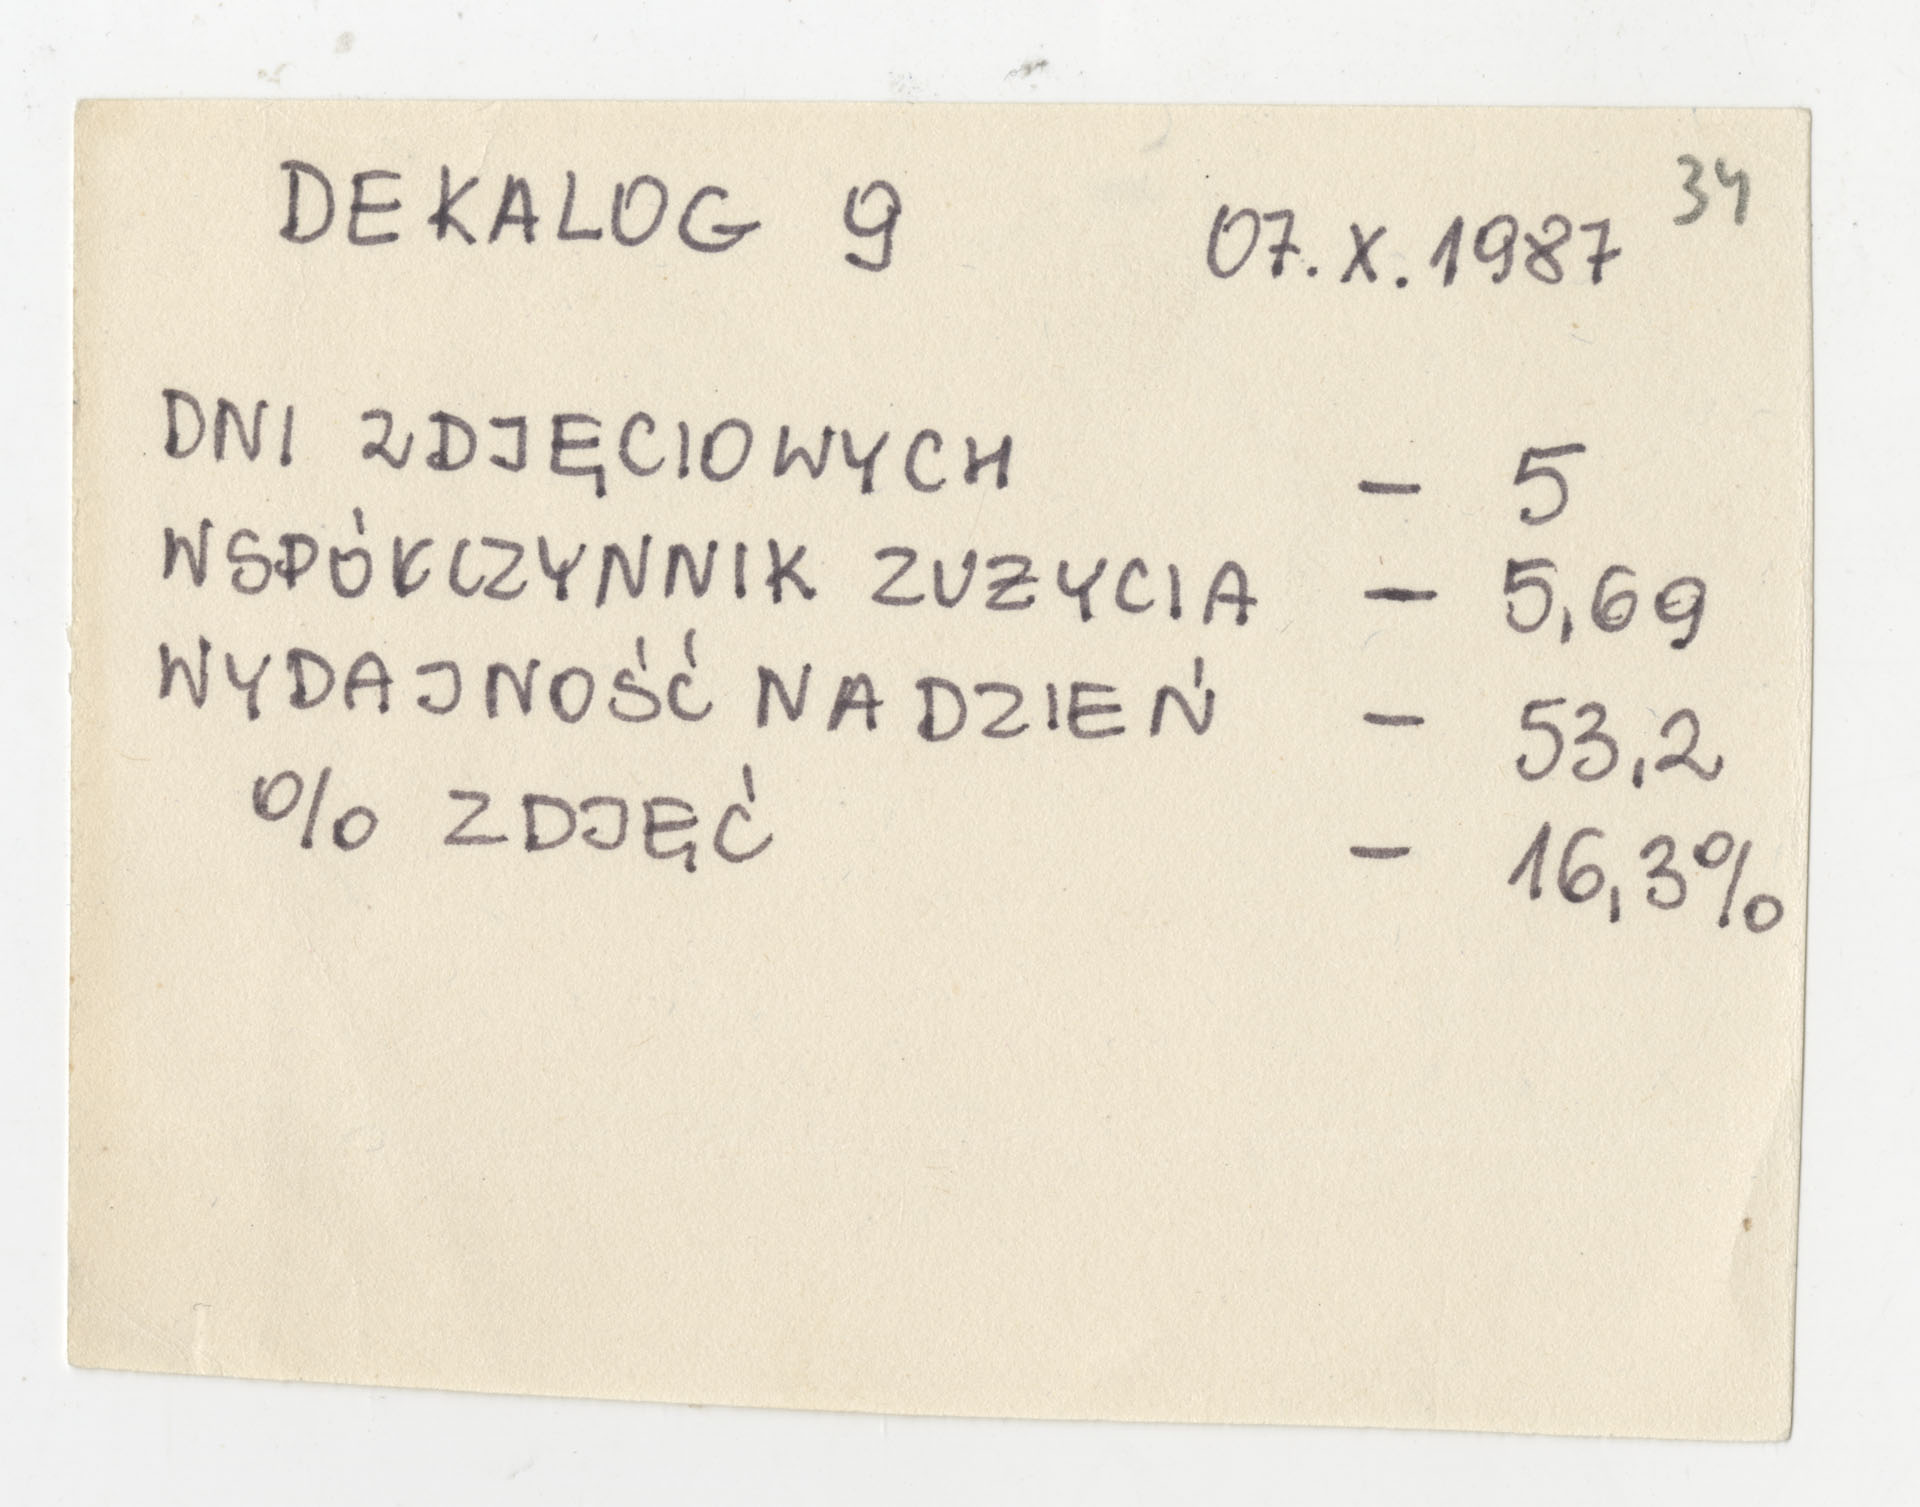 34
DEKALOG 9 07.X.1987
DNI ZDJĘCIOWYCH – 5
WSPÓŁCZYNNIK ZUŻYCIA – 5,69
WYDAJNOŚĆ NA DZIEŃ – 53,2
% ZDJĘĆ – 16,3%